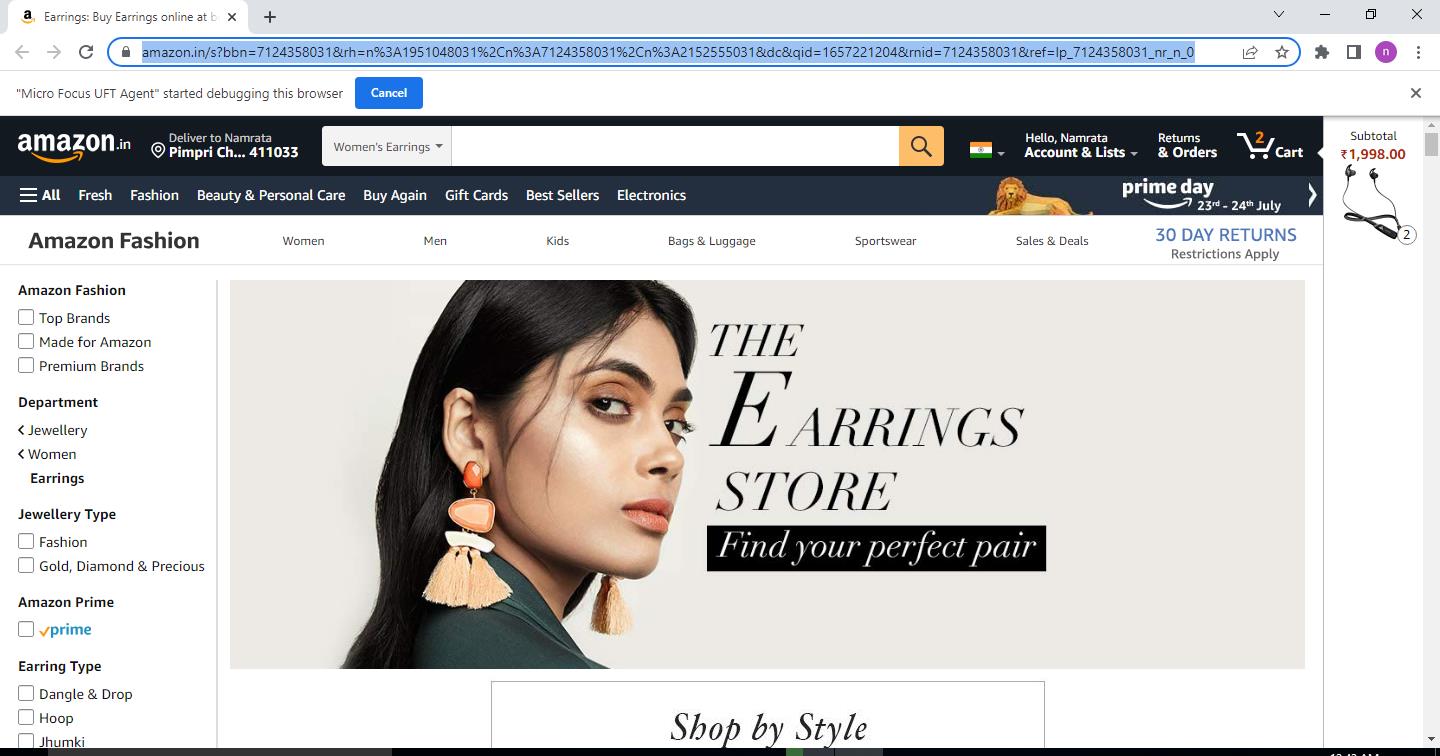 Earrings: Buy Earrings online at b
amazon.in/s?bbn=7124358031&rh=n%3A1951048031%2Cn%3A7124358031%2Cn%3A2152555031&dc&qid=1657221204&rnid=7124358031&ref=lp_7124358031_nr_n_0
n
"Micro Focus UFT Agent" started debugging this browser
Cancel
amazon.in
Deliver to Namrata
Pimpri Ch... 411033
Women's Earrings
Hello, Namrata
Account & Lists
Returns
& Orders
2
Cart
Subtotal
₹1,998.00
2
All
Fresh
Fashion
Beauty & Personal Care
Buy Again
Gift Cards
Best Sellers
Electronics
prime day
23rd - 24th July
Amazon Fashion
Women
Men
Kids
Bags & Luggage
Sportswear
Sales & Deals
30 DAY RETURNS
Restrictions Apply
Amazon Fashion
Top Brands
Made for Amazon
Premium Brands
Department
Jewellery
Women
Earrings
Jewellery Type
Fashion
Gold, Diamond & Precious
Amazon Prime
prime
Earring Type
Dangle & Drop
Hoop
Jhumki
THE
EARRINGS
STORE
Find your perfect pair
Shop by Style